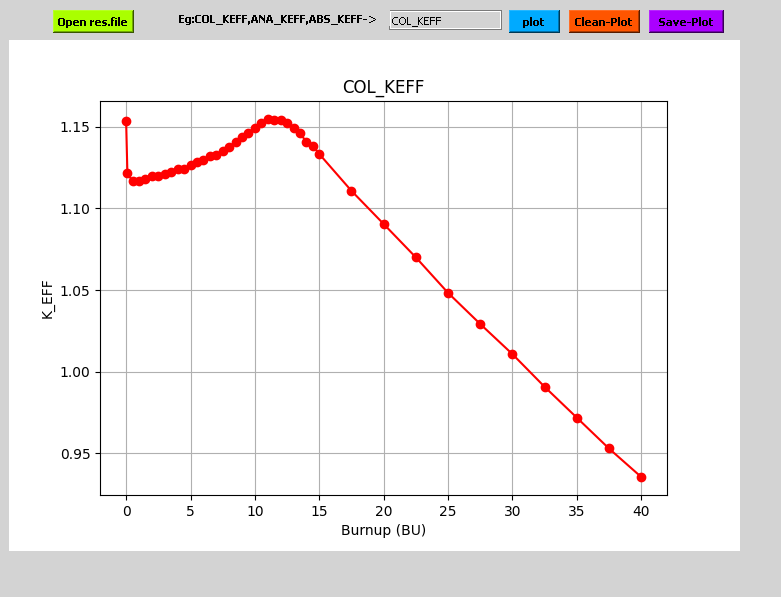 Open res.file Eg:COL_KEFF,ANA_KEFF,ABS_KEFF-> COL_KEFF plot Clean-Plot Save-Plot
COL_KEFF
1.15
1.10
1.05
1.00
0.95
K_EFF
0 5 10 15 20 25 30 35 40
Burnup (BU)